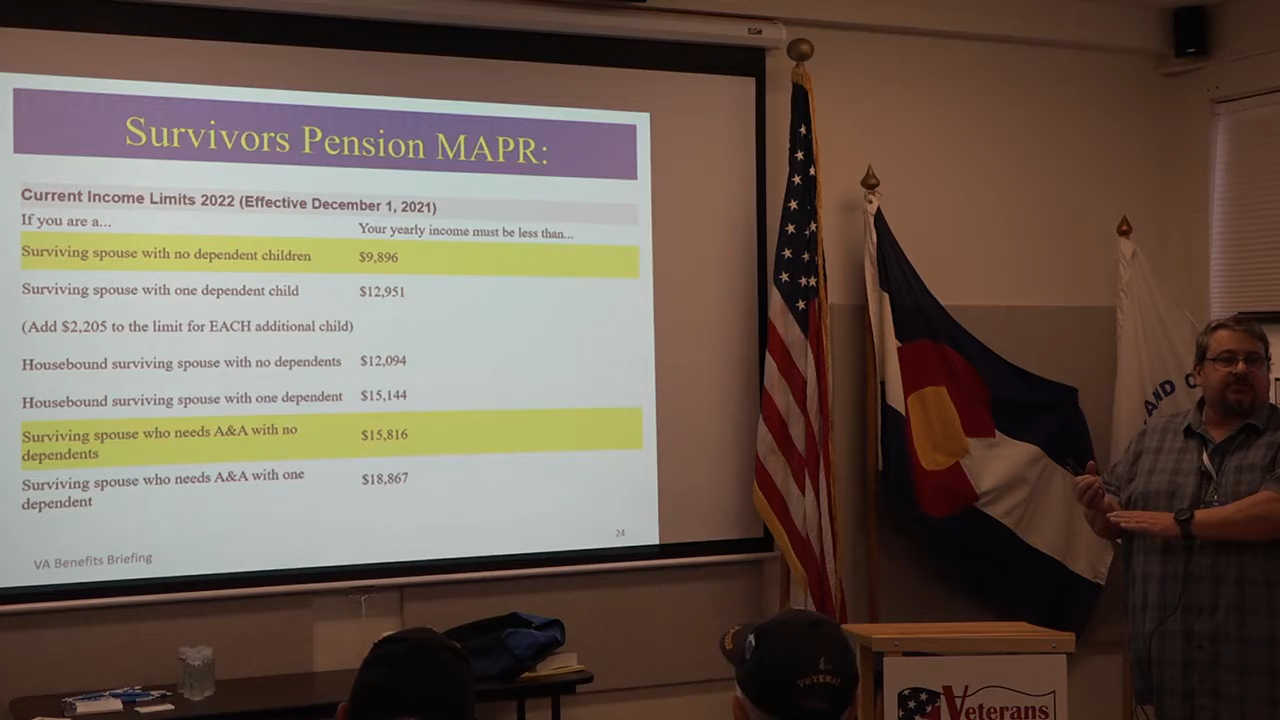 Survivors Pension MAPR:
Current Income Limits 2022 (Effective December 1, 2021)
If you are a... Your yearly income must be less than...
Surviving spouse with no dependent children $9,896
Surviving spouse with one dependent child $12,951
(Add $2,205 to the limit for EACH additional child)
Housebound surviving spouse with no dependents $12,094
Housebound surviving spouse with one dependent $15,144
Surviving spouse who needs A&A with no $15,816
dependents
Surviving spouse who needs A&A with one $18,867
dependent
24
VA Benefits Briefing
AND
VETERAN
Veterans